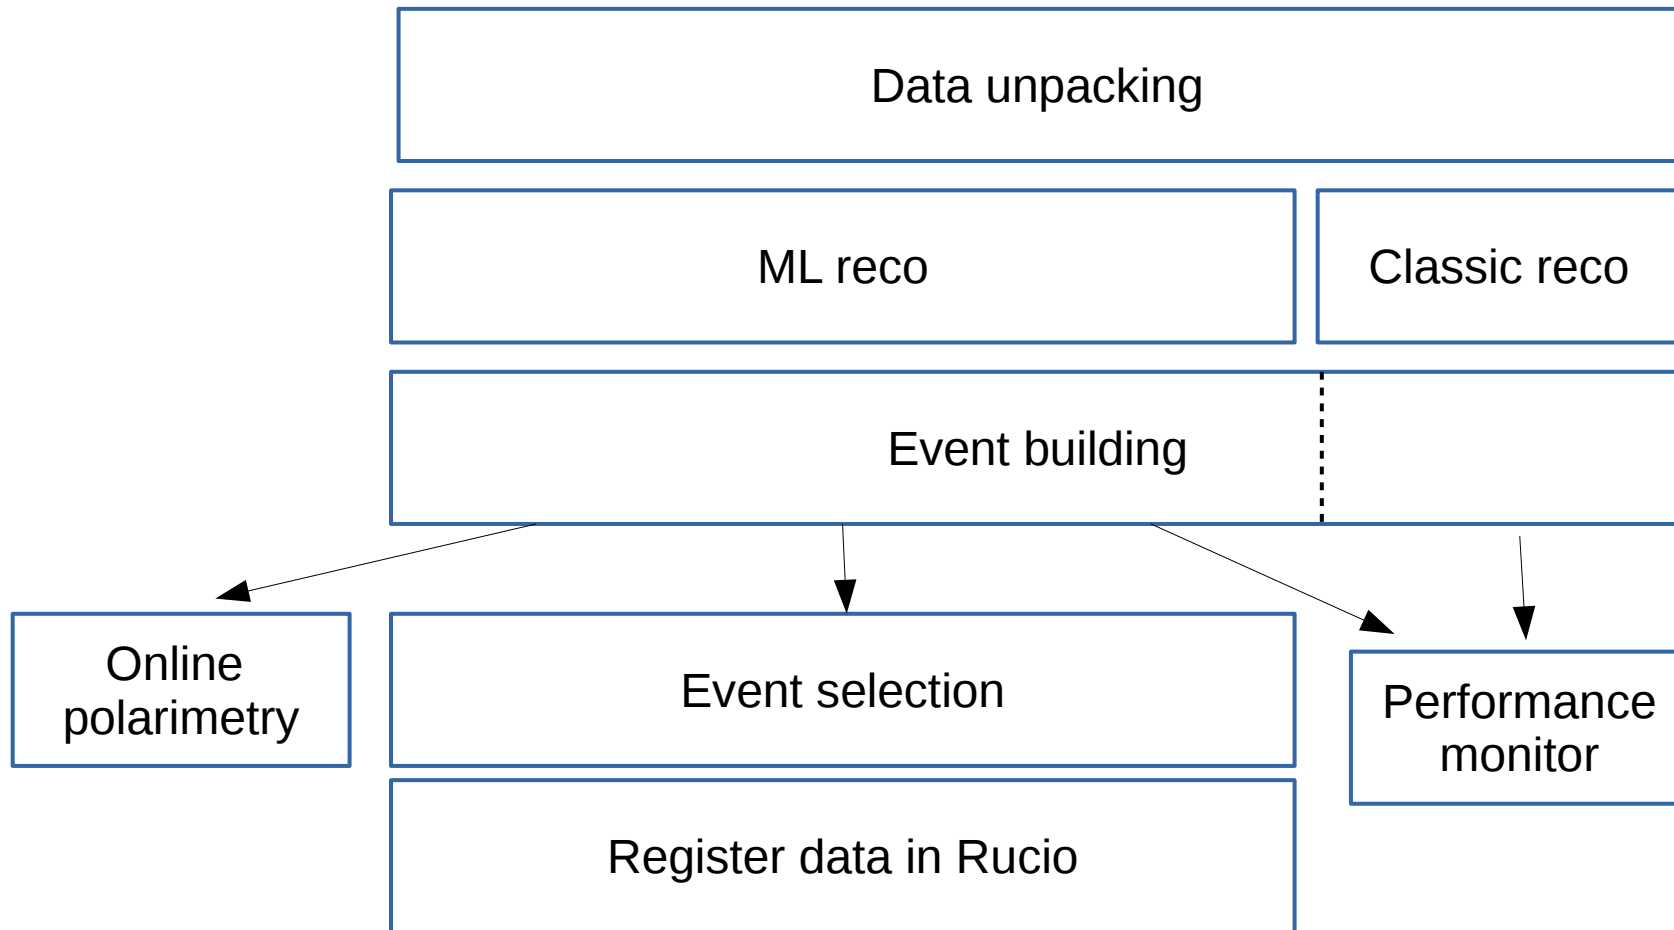 Data unpacking
ML reco
Classic reco
Event building
Online
polarimetry
Event selection
Performance
monitor
Register data in Rucio